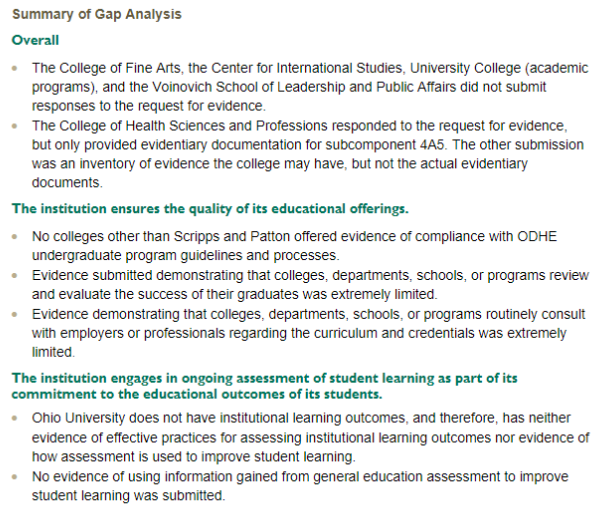 Summary of Gap Analysis
Overall
• The College of Fine Arts, the Center for International Studies, University College (academic
programs), and the Voinovich School of Leadership and Public Affairs did not submit
responses to the request for evidence.
• The College of Health Sciences and Professions responded to the request for evidence,
but only provided evidentiary documentation for subcomponent 4A5. The other submission
was an inventory of evidence the college may have, but not the actual evidentiary
documents.
The institution ensures the quality of its educational offerings.
• No colleges other than Scripps and Patton offered evidence of compliance with ODHE
undergraduate program guidelines and processes.
• Evidence submitted demonstrating that colleges, departments, schools, or programs review
and evaluate the success of their graduates was extremely limited.
• Evidence demonstrating that colleges, departments, schools, or programs routinely consult
with employers or professionals regarding the curriculum and credentials was extremely
limited.
The institution engages in ongoing assessment of student learning as part of its
commitment to the educational outcomes of its students.
• Ohio University does not have institutional learning outcomes, and therefore, has neither
evidence of effective practices for assessing institutional learning outcomes nor evidence of
how assessment is used to improve student learning.
• No evidence of using information gained from general education assessment to improve
student learning was submitted.